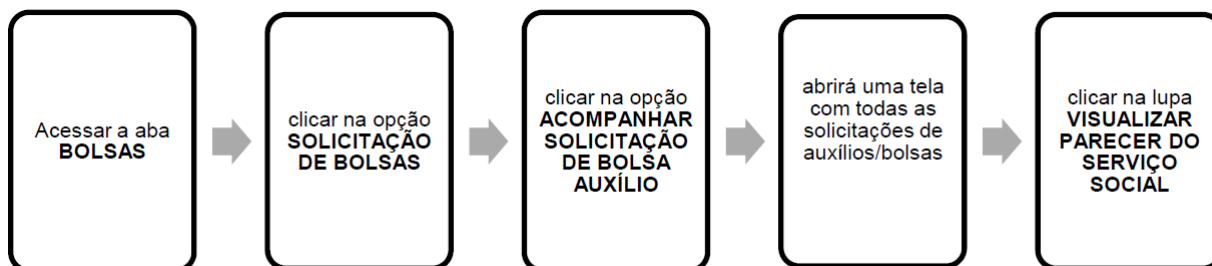 Acessar a aba
BOLSAS
clicar na opção
SOLICITAÇÃO
DE BOLSAS
clicar na opção
ACOMPANHAR
SOLICITAÇÃO
DE BOLSA
AUXÍLIO
abrirá uma tela
com todas as
solicitações de
auxílios/bolsas
clicar na lupa
VISUALIZAR
PARECER DO
SERVIÇO
SOCIAL